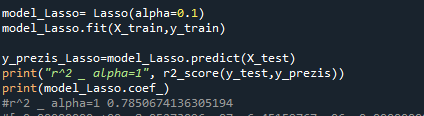 model_Lasso= Lasso(alpha=0.1)
model_Lasso.fit(X_train,y_train)
y_prezis_Lasso=model_Lasso.predict(X_test)
print("r^2 _ alpha=1", r2_score(y_test,y_prezis))
print(model_Lasso.coef_)
#r^2 _ alpha=1 0.7850674136305194